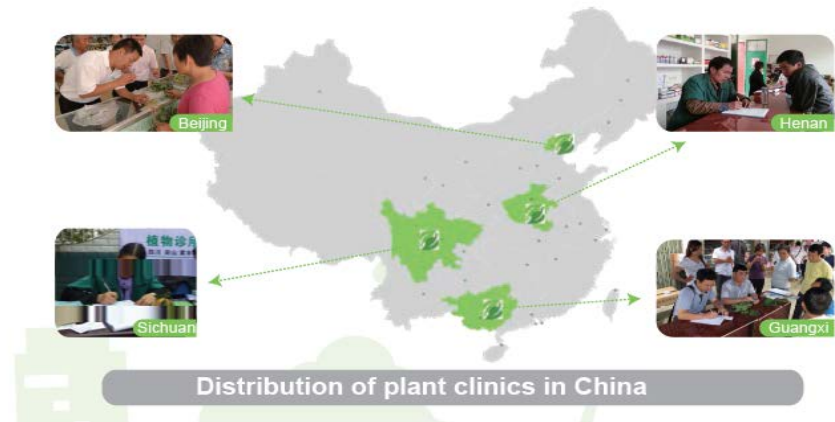 Beijing
Henan
植物诊所
Sichuan
Guangxi
Distribution of plant clinics in China